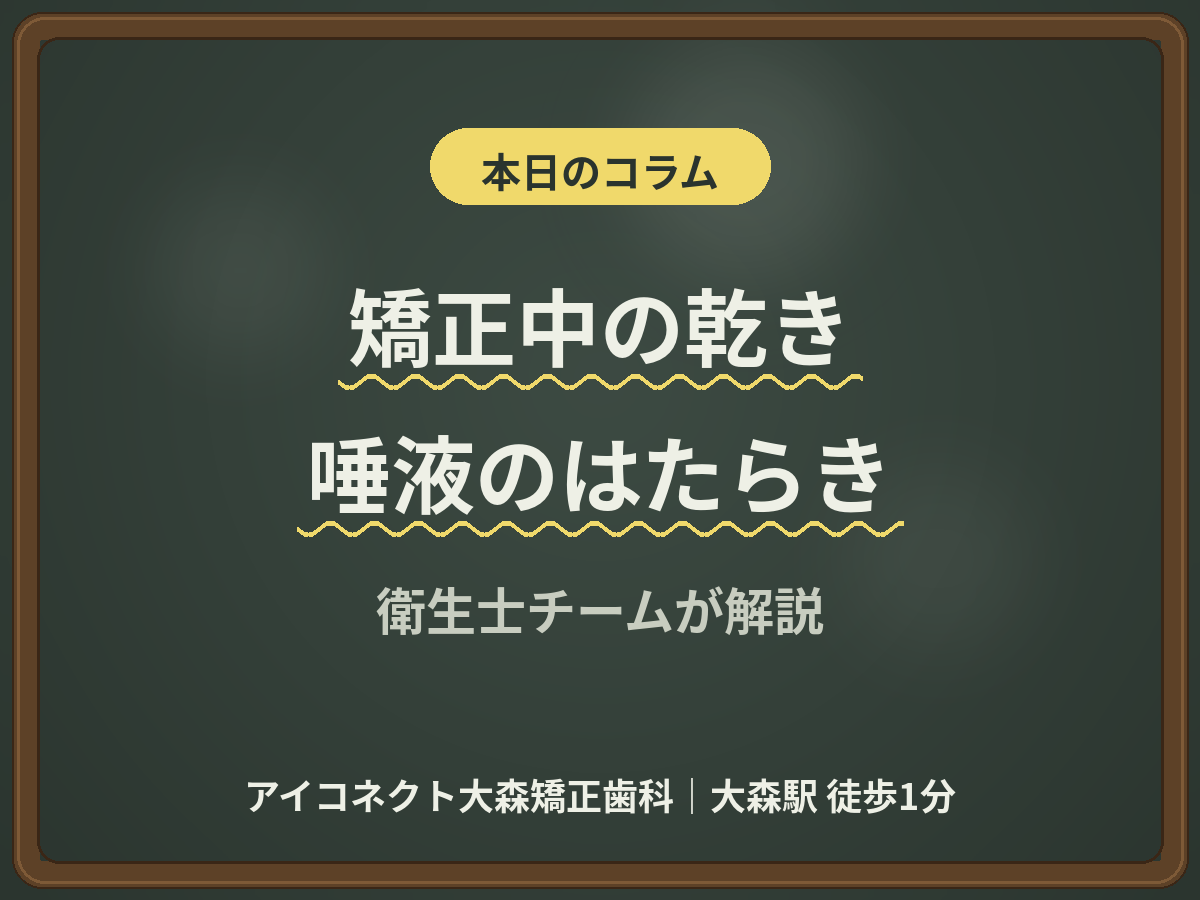 本日のコラム
矯正中の乾き
唾液のはたらき
衛生士チームが解説
アイコネクト大森矯正歯科｜大森駅 徒歩1分